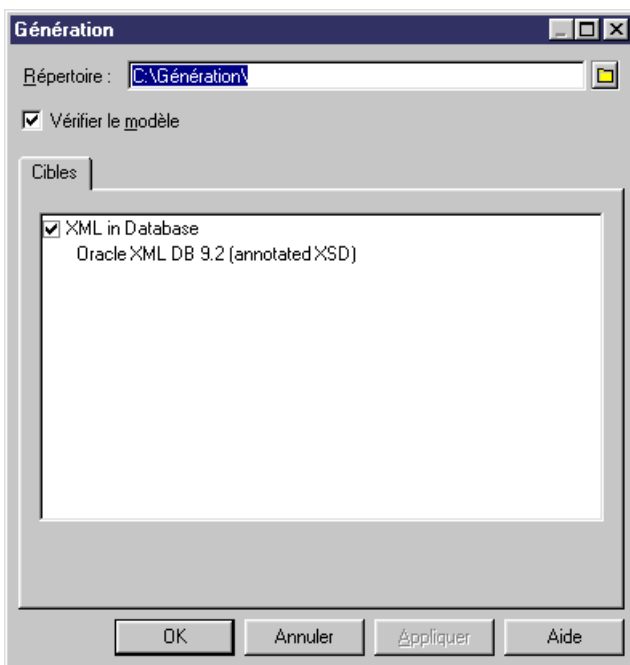 Génération
Répertoire : C:\Génération\
Vérifier le modèle
Cibles
XML in Database
Oracle XML DB 9.2 (annotated XSD)
OK Annuler Appliquer Aide